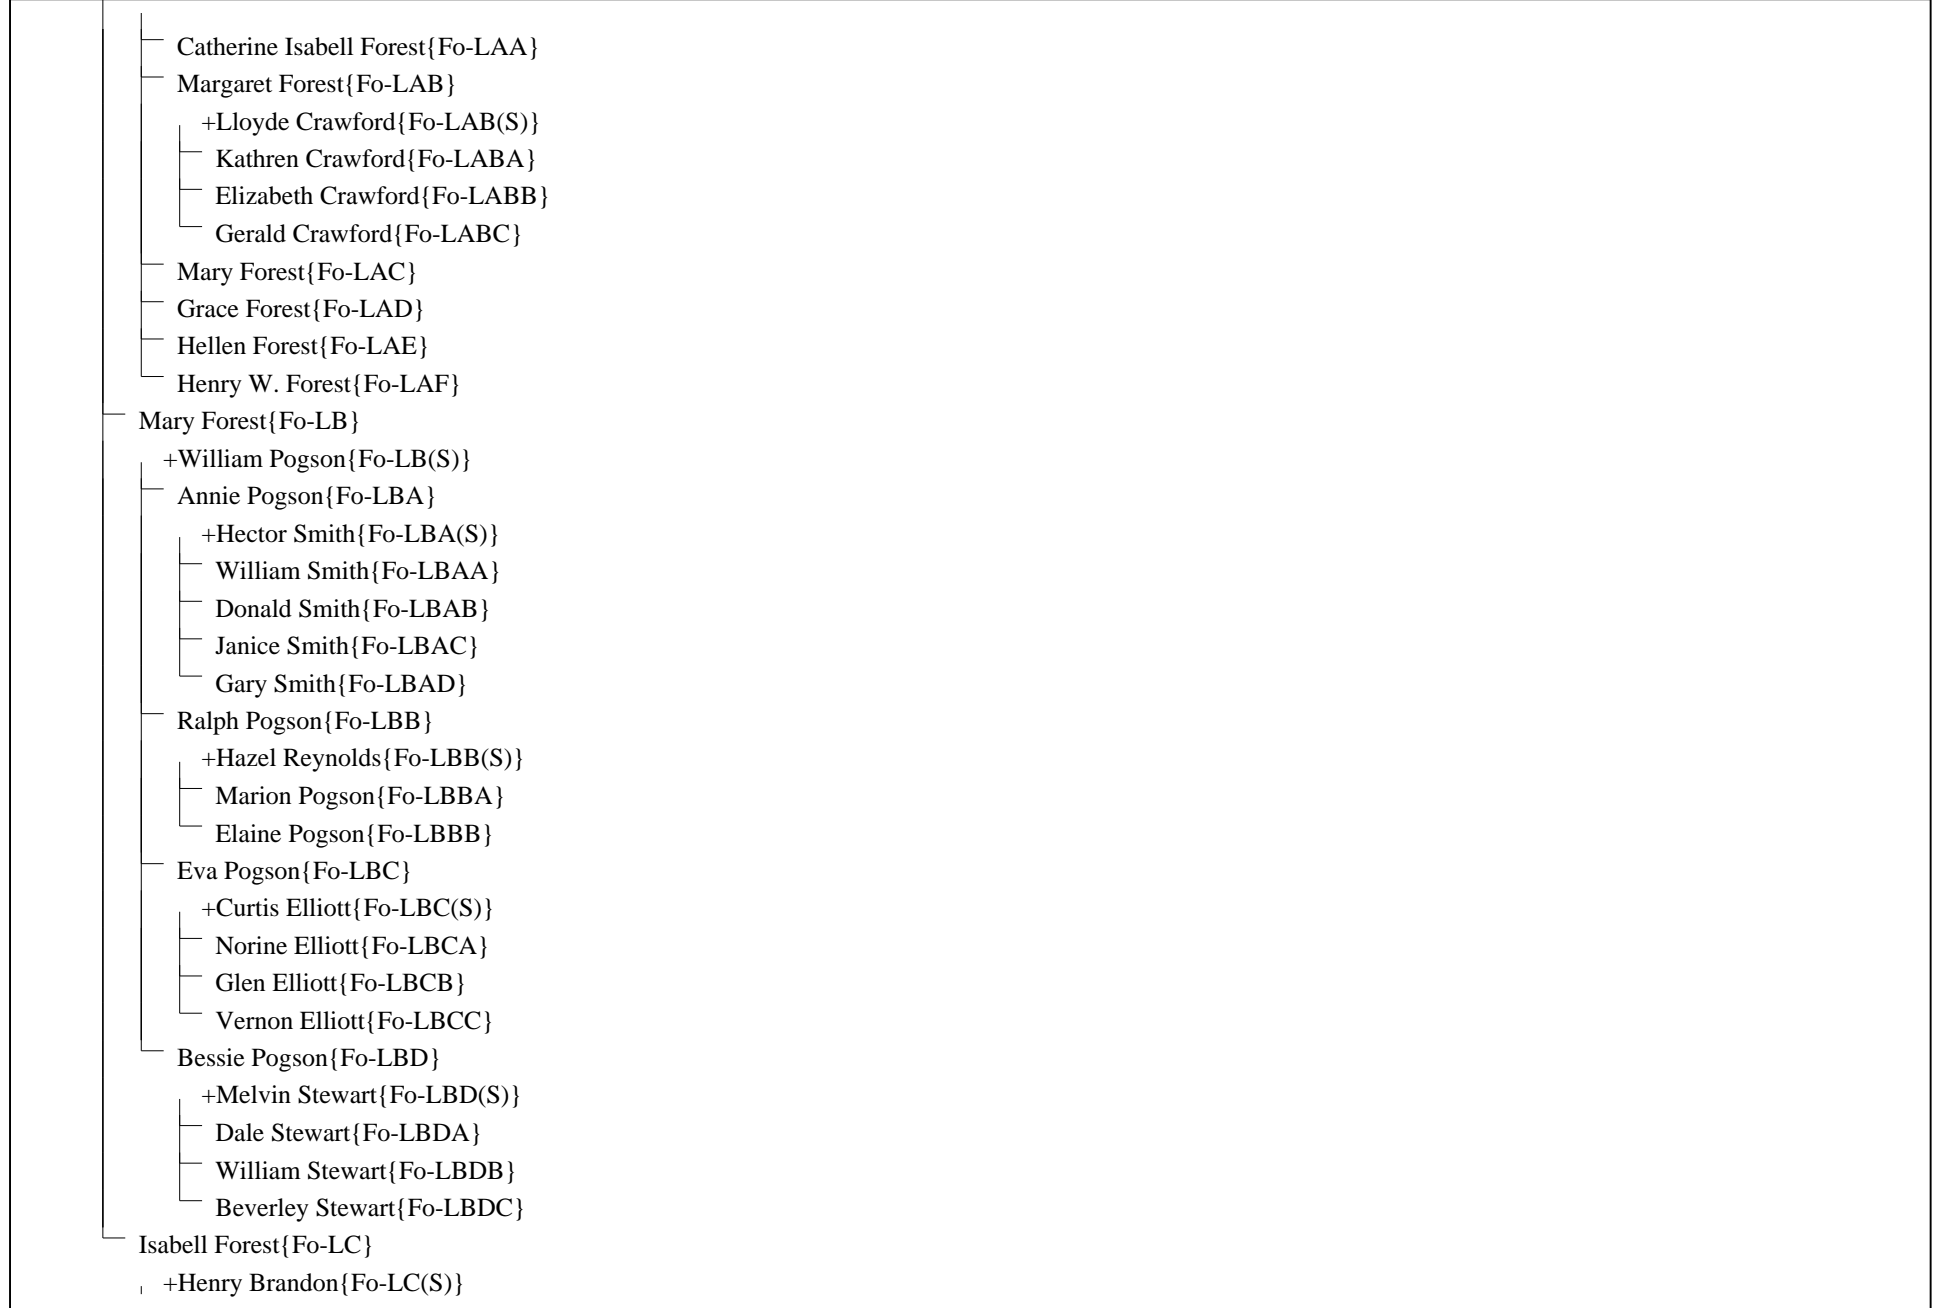 Catherine Isabell Forest{Fo-LAA}
Margaret Forest{Fo-LAB}
+Lloyde Crawford{Fo-LAB(S)}
Kathren Crawford{Fo-LABA}
Elizabeth Crawford{Fo-LABB}
Gerald Crawford{Fo-LABC}
Mary Forest{Fo-LAC}
Grace Forest{Fo-LAD}
Hellen Forest{Fo-LAE}
Henry W. Forest{Fo-LAF}
Mary Forest{Fo-LB}
+William Pogson{Fo-LB(S)}
Annie Pogson{Fo-LBA}
+Hector Smith{Fo-LBA(S)}
William Smith{Fo-LBAA}
Donald Smith{Fo-LBAB}
Janice Smith{Fo-LBAC}
Gary Smith{Fo-LBAD}
Ralph Pogson{Fo-LBB}
+Hazel Reynolds{Fo-LBB(S)}
Marion Pogson{Fo-LBBA}
Elaine Pogson{Fo-LBBB}
Eva Pogson{Fo-LBC}
+Curtis Elliott{Fo-LBC(S)}
Norine Elliott{Fo-LBCA}
Glen Elliott{Fo-LBCB}
Vernon Elliott{Fo-LBCC}
Bessie Pogson{Fo-LBD}
+Melvin Stewart{Fo-LBD(S)}
Dale Stewart{Fo-LBDA}
William Stewart{Fo-LBDB}
Beverley Stewart{Fo-LBDC}
Isabell Forest{Fo-LC}
+Henry Brandon{Fo-LC(S)}